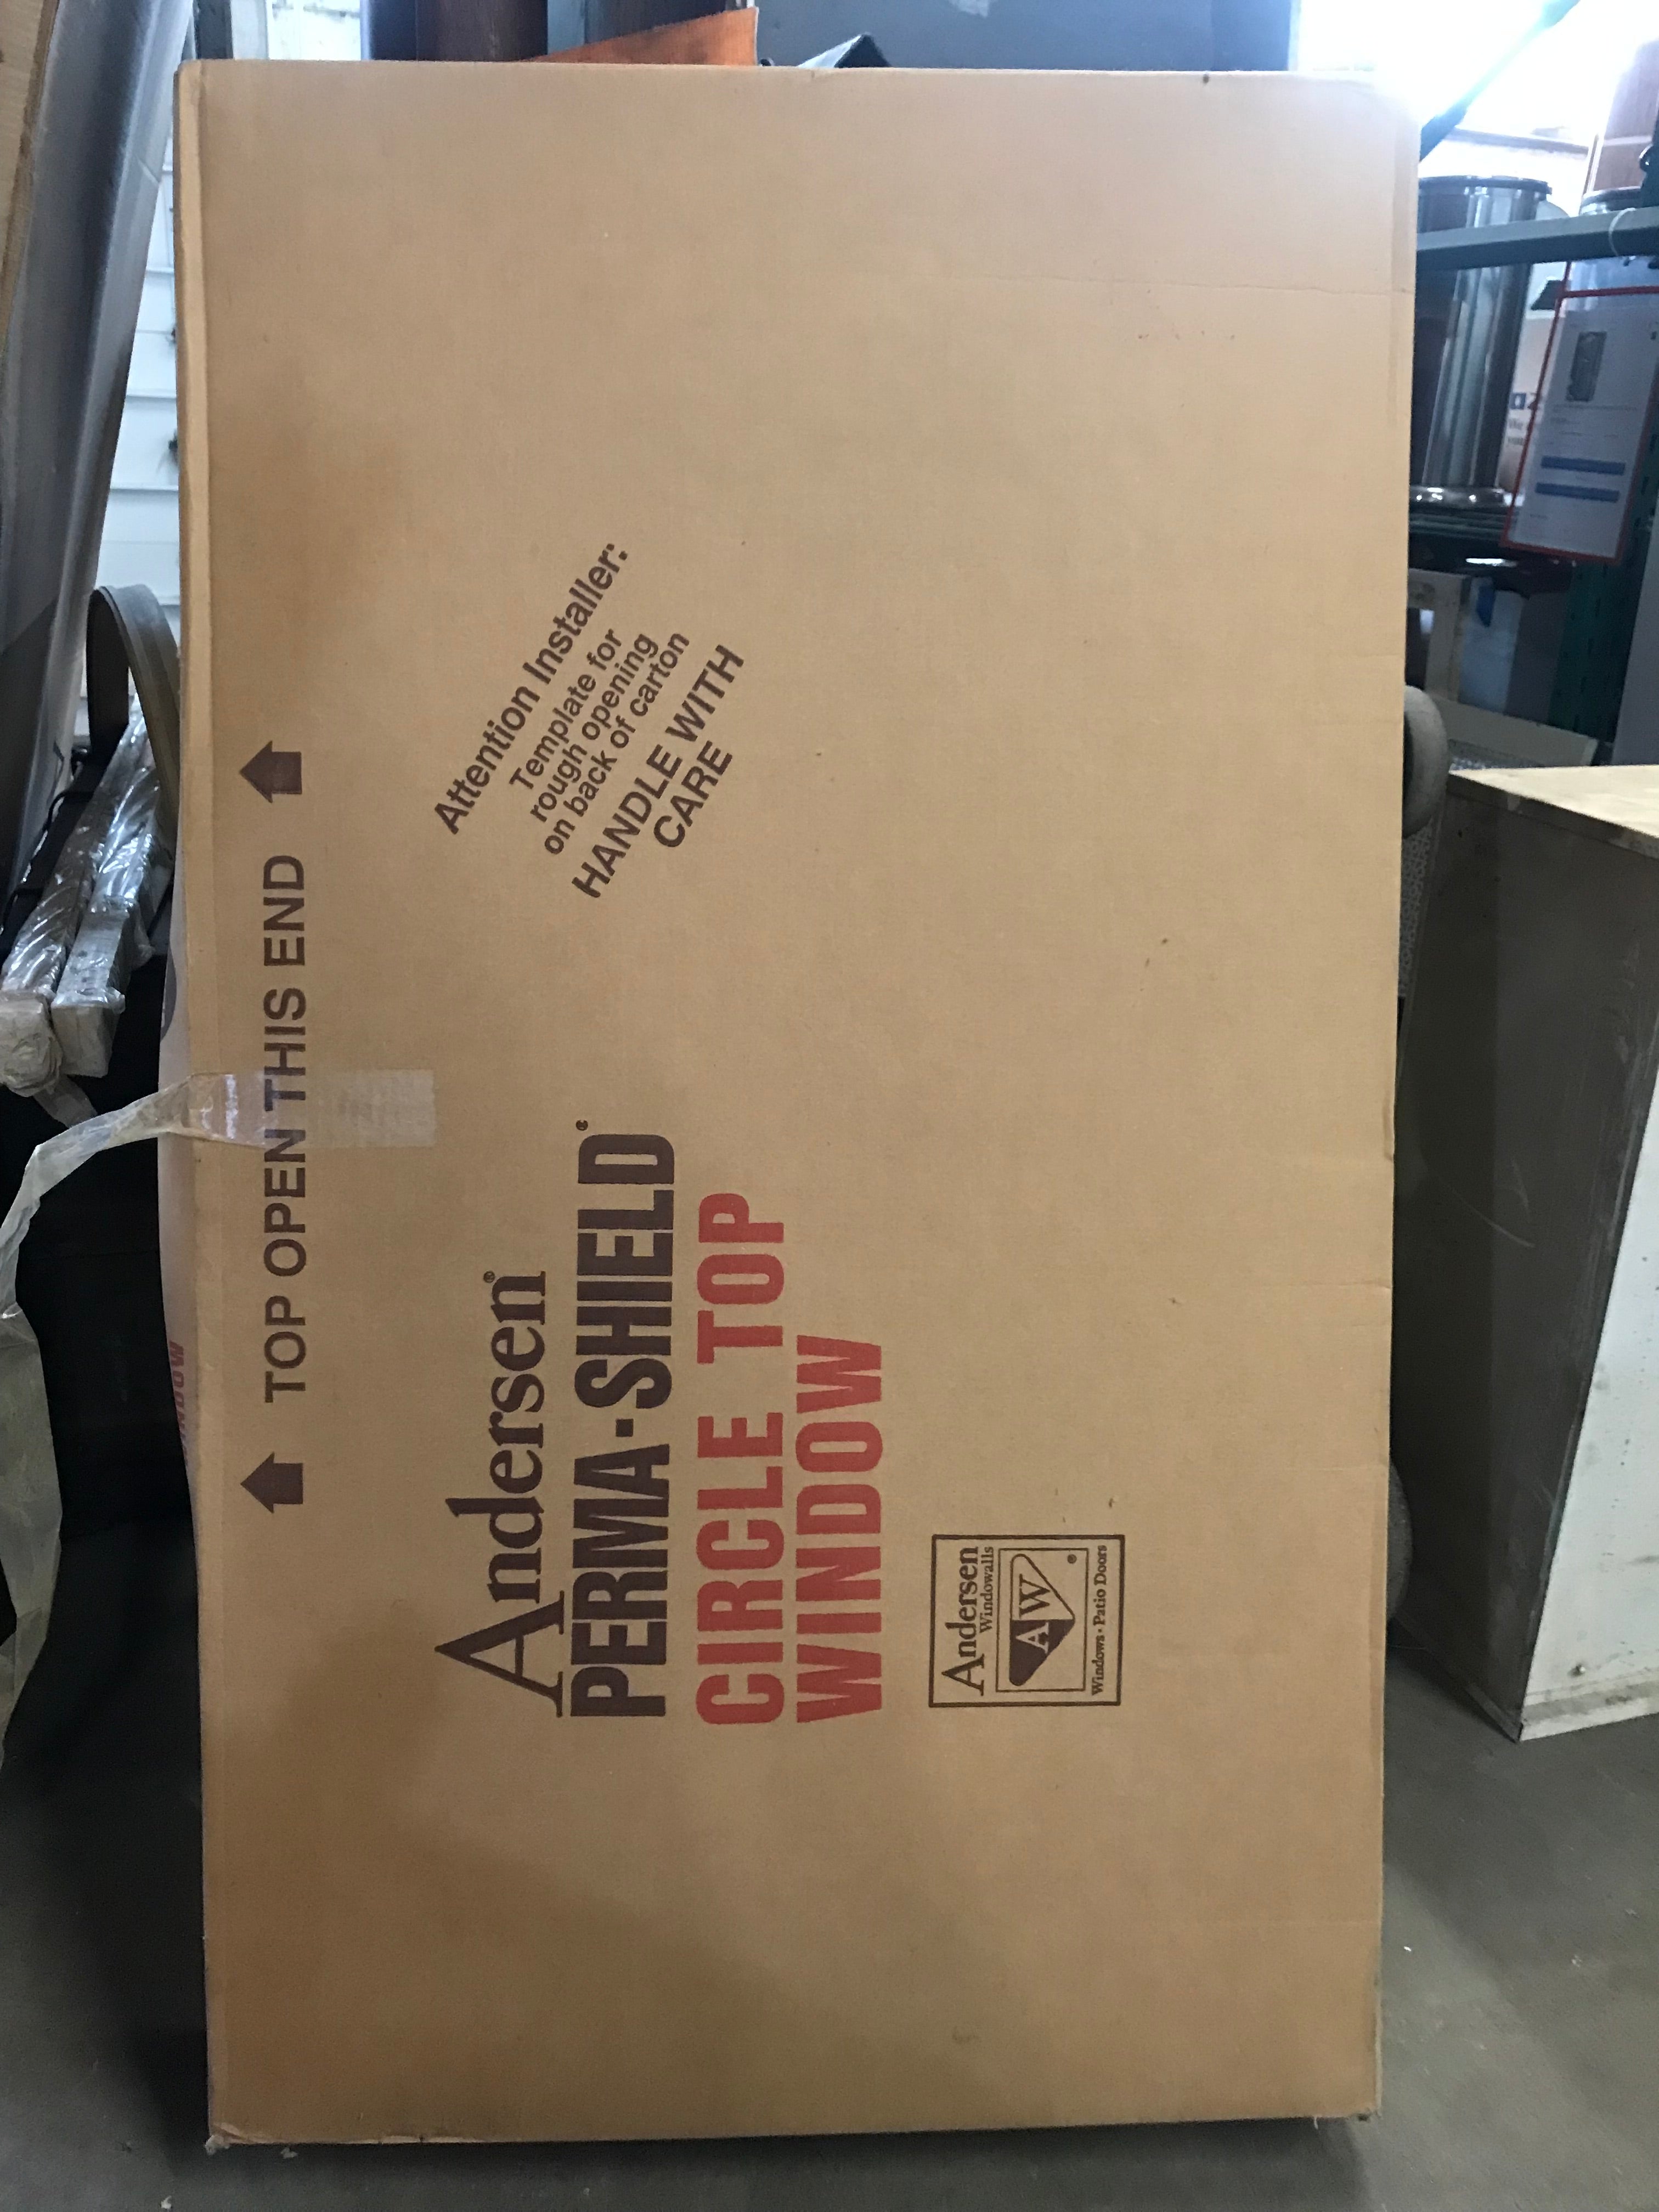 TOP OPEN THIS END
Attention Installer:
Template for
rough opening
on back of carton
HANDLE WITH
CARE
Andersen®
PERMA-SHIELD®
CIRCLE TOP
WINDOW
Andersen
Windowalls
AW®
Windows • Patio Doors
WINDOW